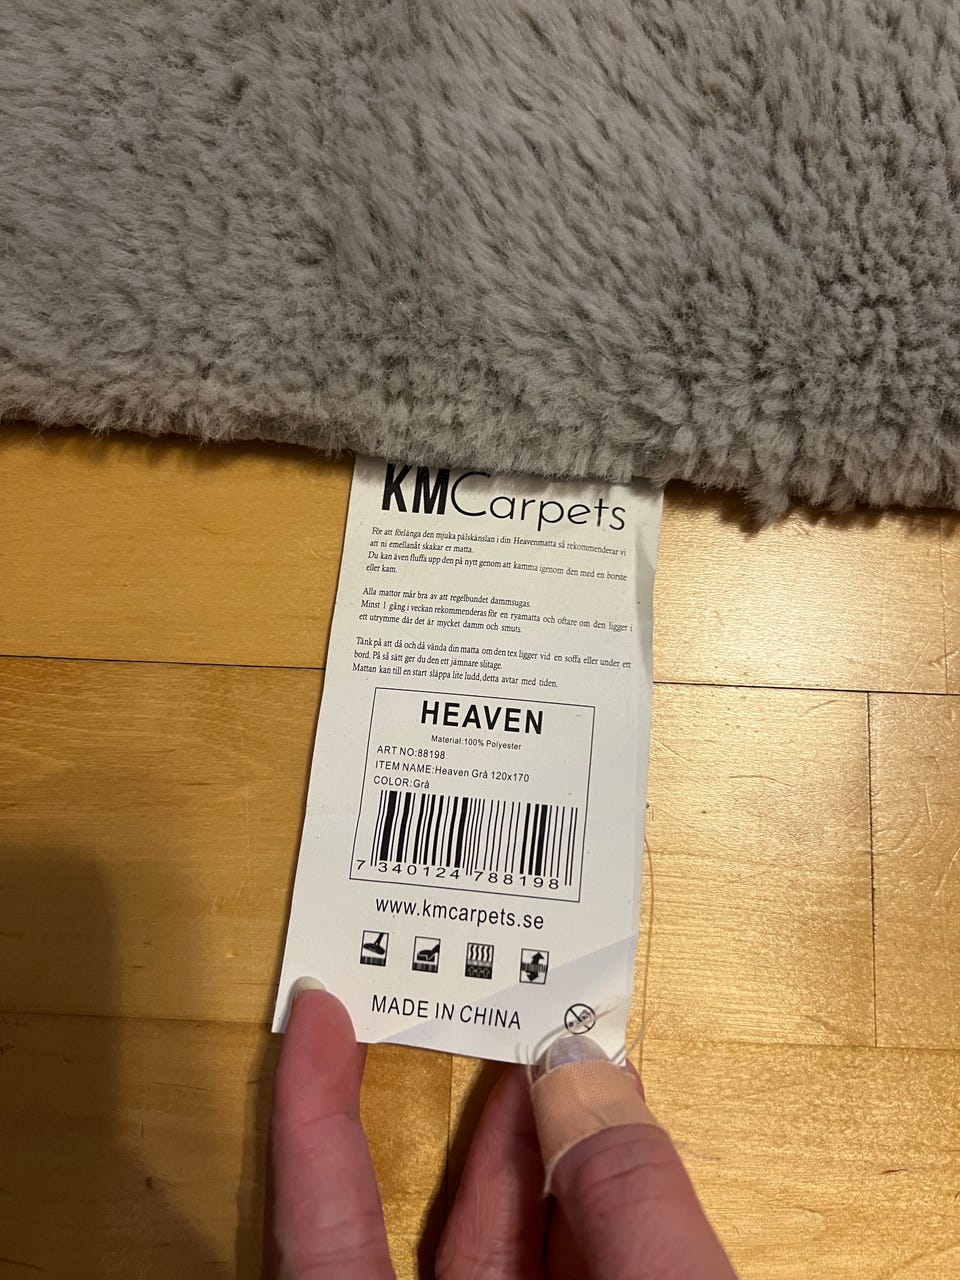 KMCarpets
För att förlänga den mjuka pälskänslan i din Heavenmatta så rekommenderar vi
att ni emellanåt skakar er matta.
Du kan även fluffa upp den på nytt genom att kamma igenom den med en borste
eller kam.
Alla mattor mår bra av att regelbundet dammsugas.
Minst 1 gång i veckan rekommenderas för en ryamatta och oftare om den ligger i
ett utrymme där det är mycket damm och smuts.
Tänk på att då och då vända din matta om den tex ligger vid en soffa eller under ett
bord. På så sätt ger du den ett jämnare slitage.
Mattan kan till en start släppa lite ludd,detta avtar med tiden.
HEAVEN
Material:100% Polyester
ART NO:88198
ITEM NAME:Heaven Grå 120x170
COLOR:Grå
7 340124 788198
www.kmcarpets.se
MADE IN CHINA